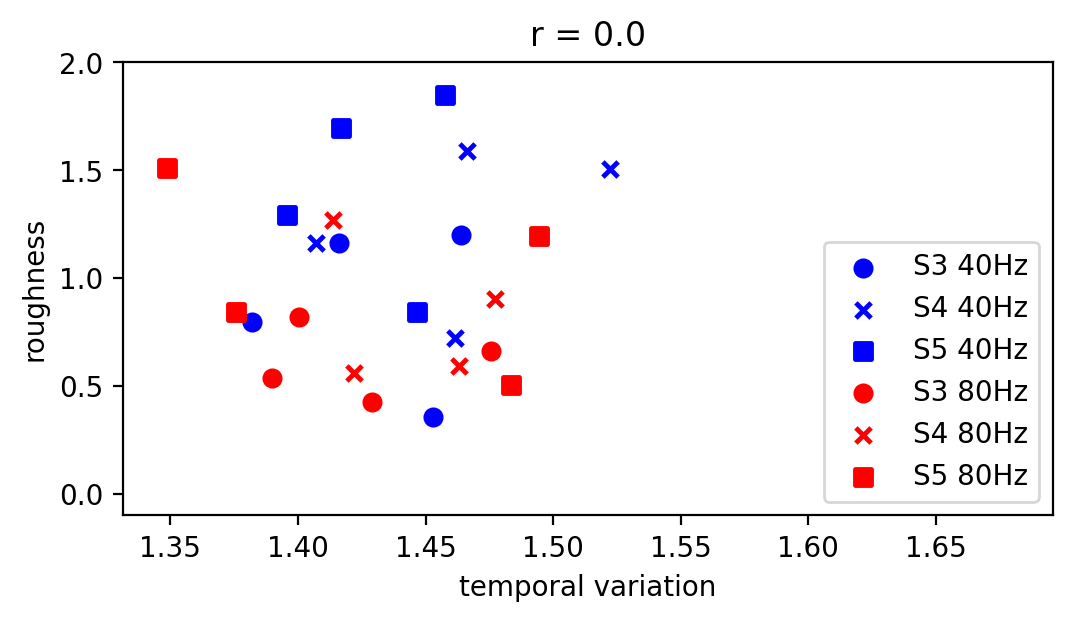 r = 0.0
2.0
1.5
1.0
0.5
0.0
roughness
1.35 1.40 1.45 1.50 1.55 1.60 1.65
temporal variation
S3 40Hz
S4 40Hz
S5 40Hz
S3 80Hz
S4 80Hz
S5 80Hz